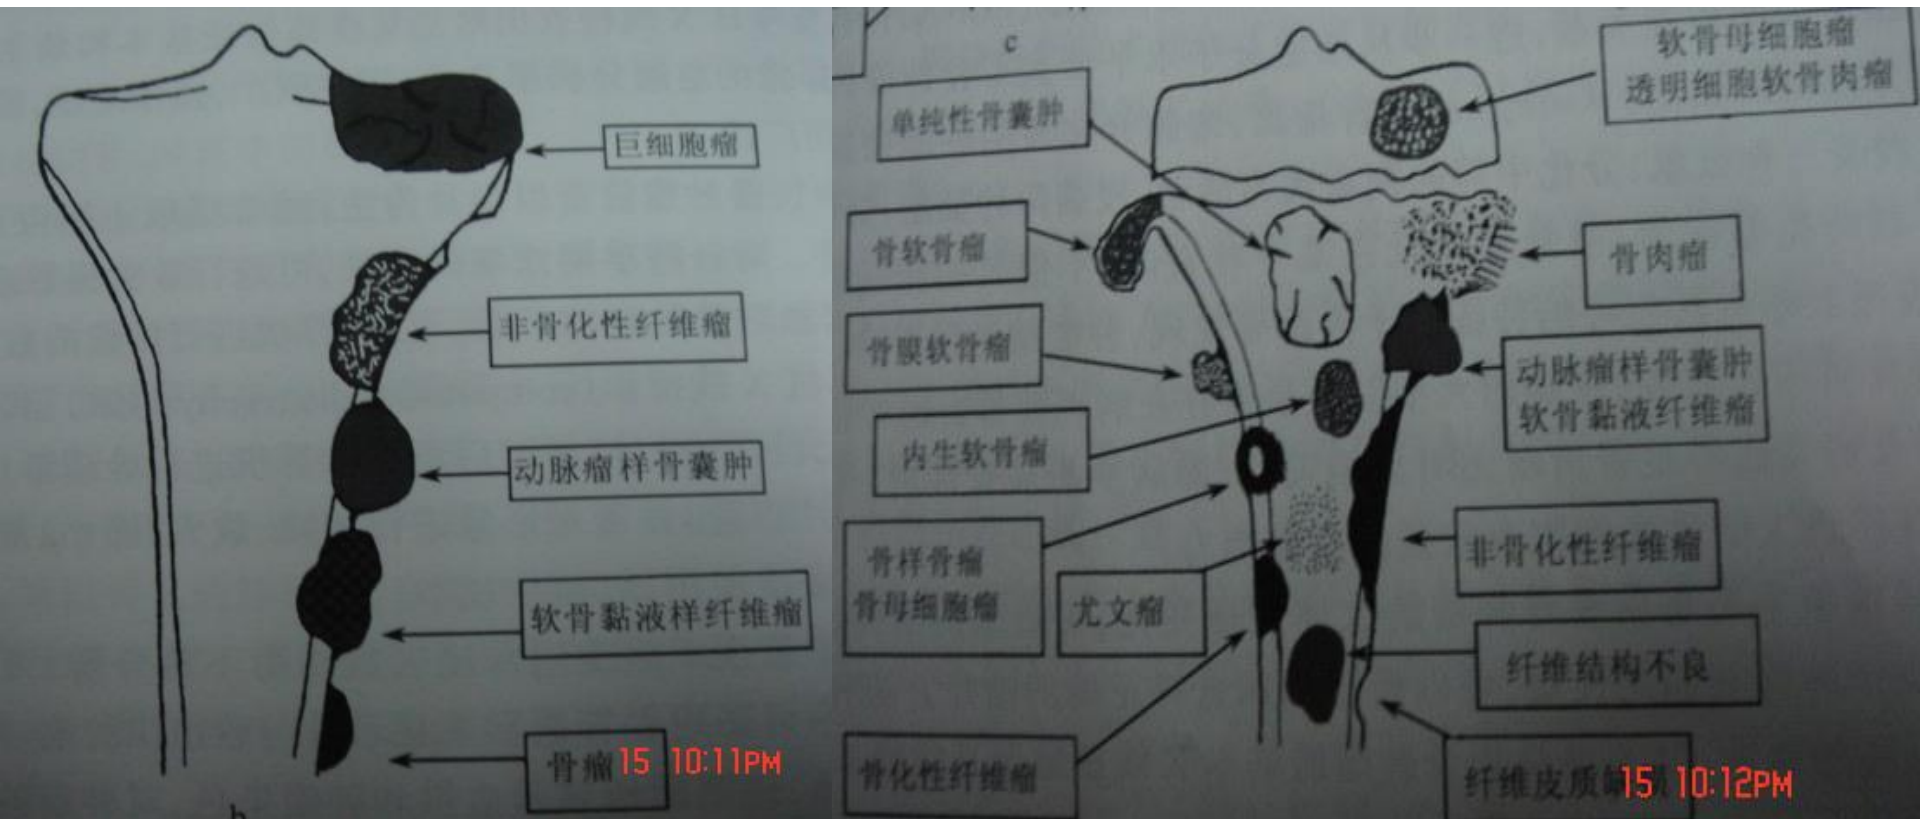 巨细胞瘤
非骨化性纤维瘤
动脉瘤样骨囊肿
软骨黏液样纤维瘤
骨瘤
15 10:11PM
b
c
软骨母细胞瘤
透明细胞软骨肉瘤
单纯性骨囊肿
骨软骨瘤
骨肉瘤
骨膜软骨瘤
动脉瘤样骨囊肿
软骨黏液纤维瘤
内生软骨瘤
骨样骨瘤
骨母细胞瘤
尤文瘤
非骨化性纤维瘤
纤维结构不良
骨化性纤维瘤
纤维皮质
15 10:12PM